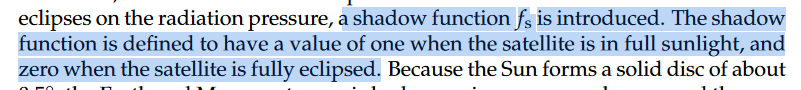 eclipses on the radiation pressure, a shadow function fs is introduced. The shadow
function is defined to have a value of one when the satellite is in full sunlight, and
zero when the satellite is fully eclipsed. Because the Sun forms a solid disc of about